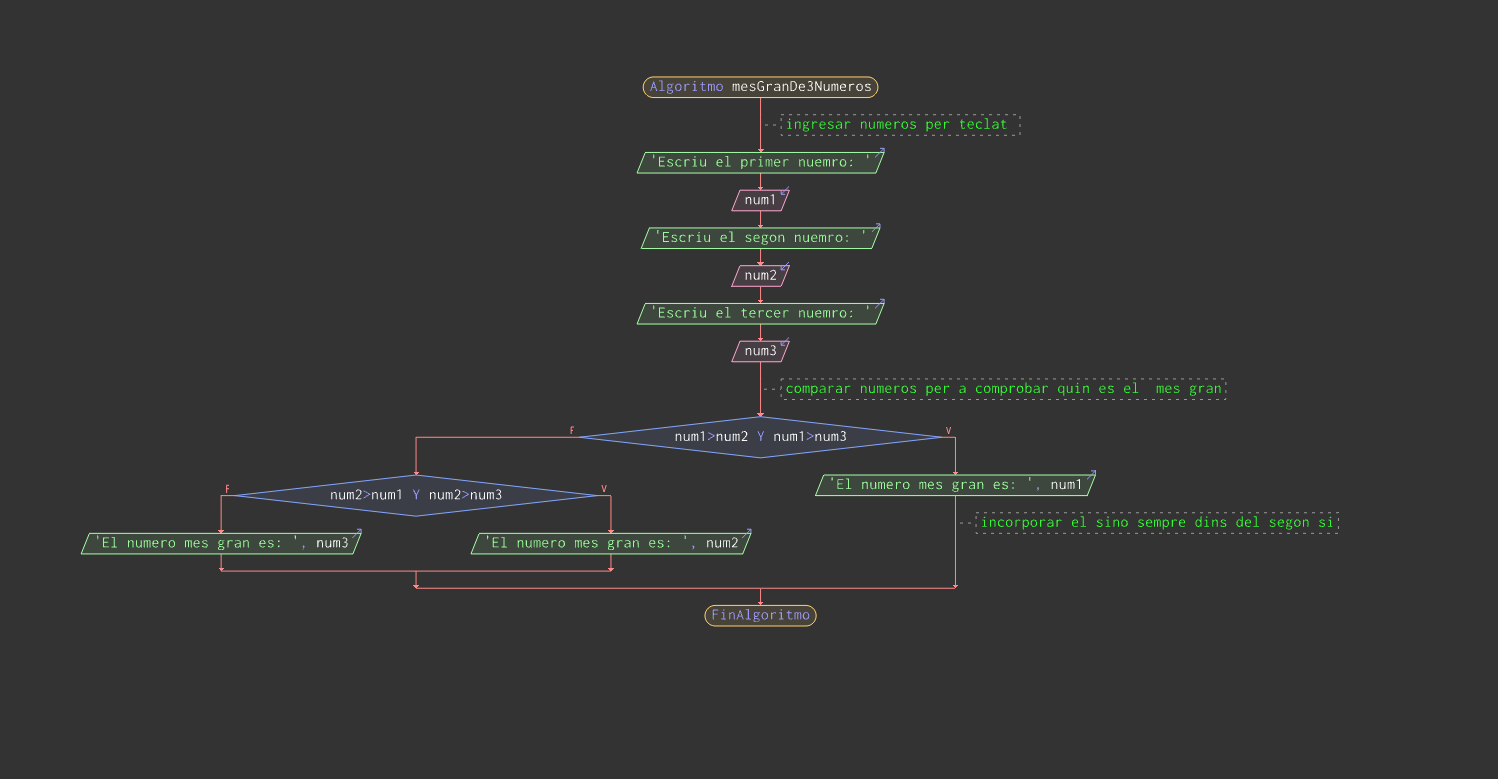 Algoritmo mesGranDe3Numeros
ingresar numeros per teclat
'Escriu el primer nuemro: '
num1
'Escriu el segon nuemro: '
num2
'Escriu el tercer nuemro: '
num3
comparar numeros per a comprobar quin es el  mes gran
F
num1>num2 Y num1>num3
V
F
num2>num1 Y num2>num3
V
'El numero mes gran es: ', num1
incorporar el sino sempre dins del segon si
'El numero mes gran es: ', num3
'El numero mes gran es: ', num2
FinAlgoritmo